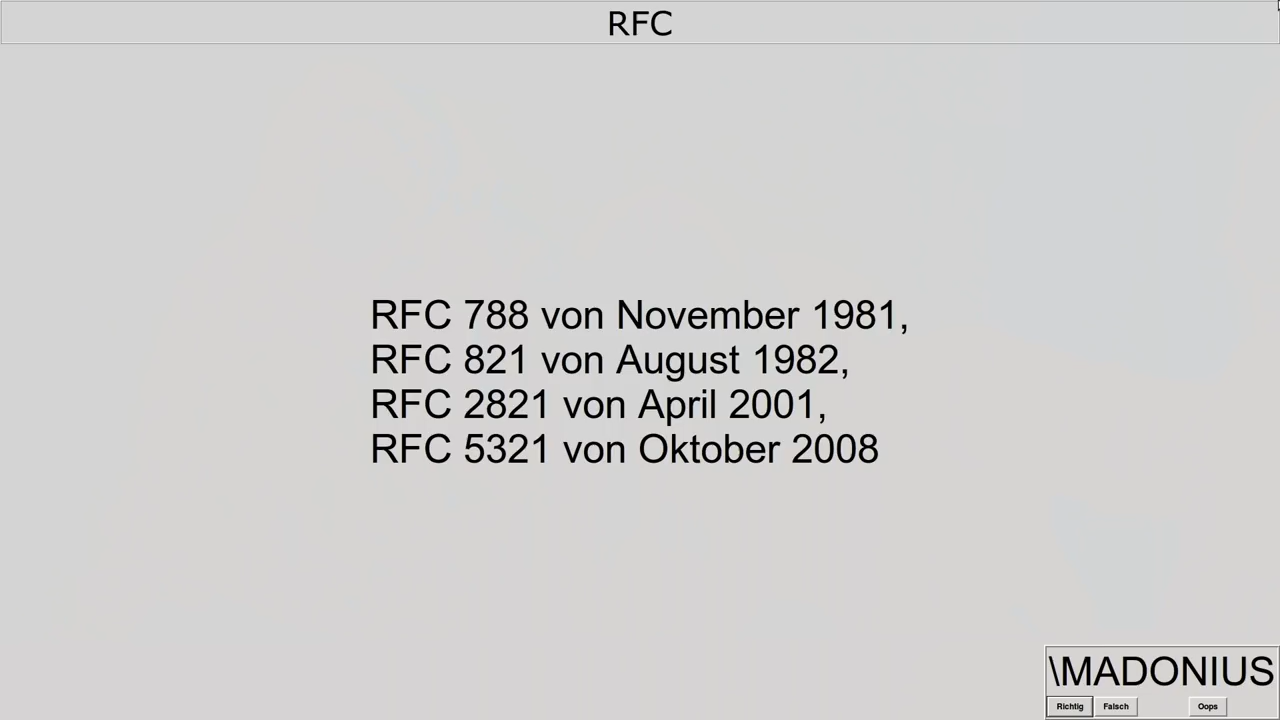 RFC
RFC 788 von November 1981,
RFC 821 von August 1982,
RFC 2821 von April 2001,
RFC 5321 von Oktober 2008
\MADONIUS
Richtig Falsch Oops